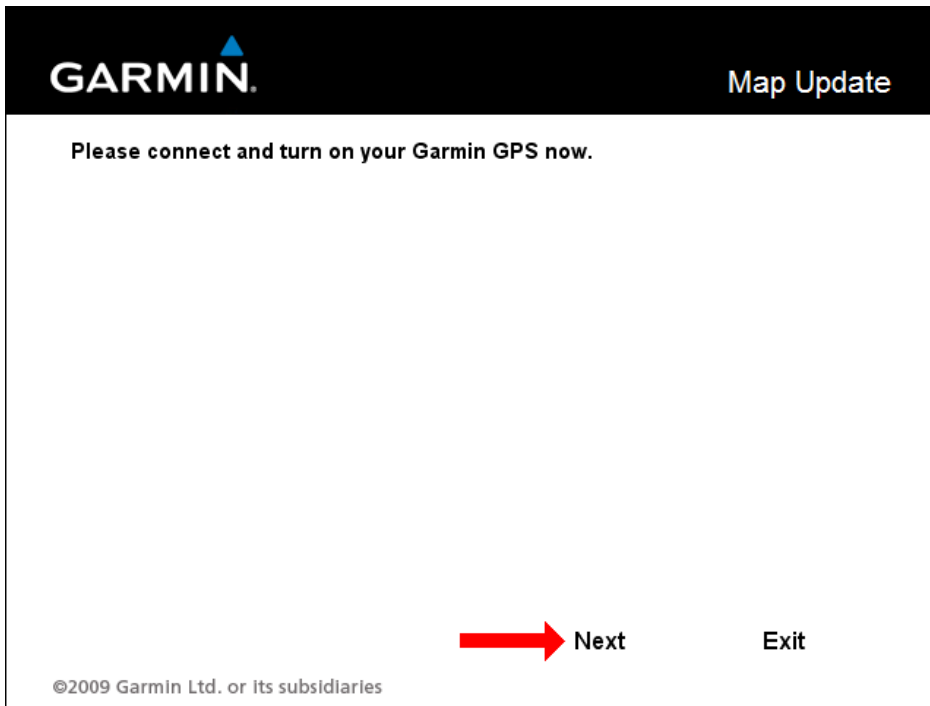 GARMIN.
Map Update
Please connect and turn on your Garmin GPS now.
Next
Exit
©2009 Garmin Ltd. or its subsidiaries